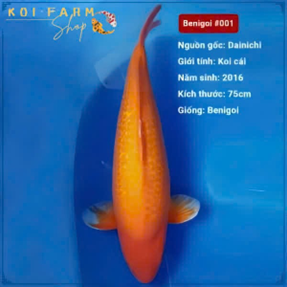 KOI FARM
Shop
Benigoi #001
Nguồn gốc: Dainichi
Giới tính: Koi cái
Năm sinh: 2016
Kích thước: 75cm
Giống: Benigoi